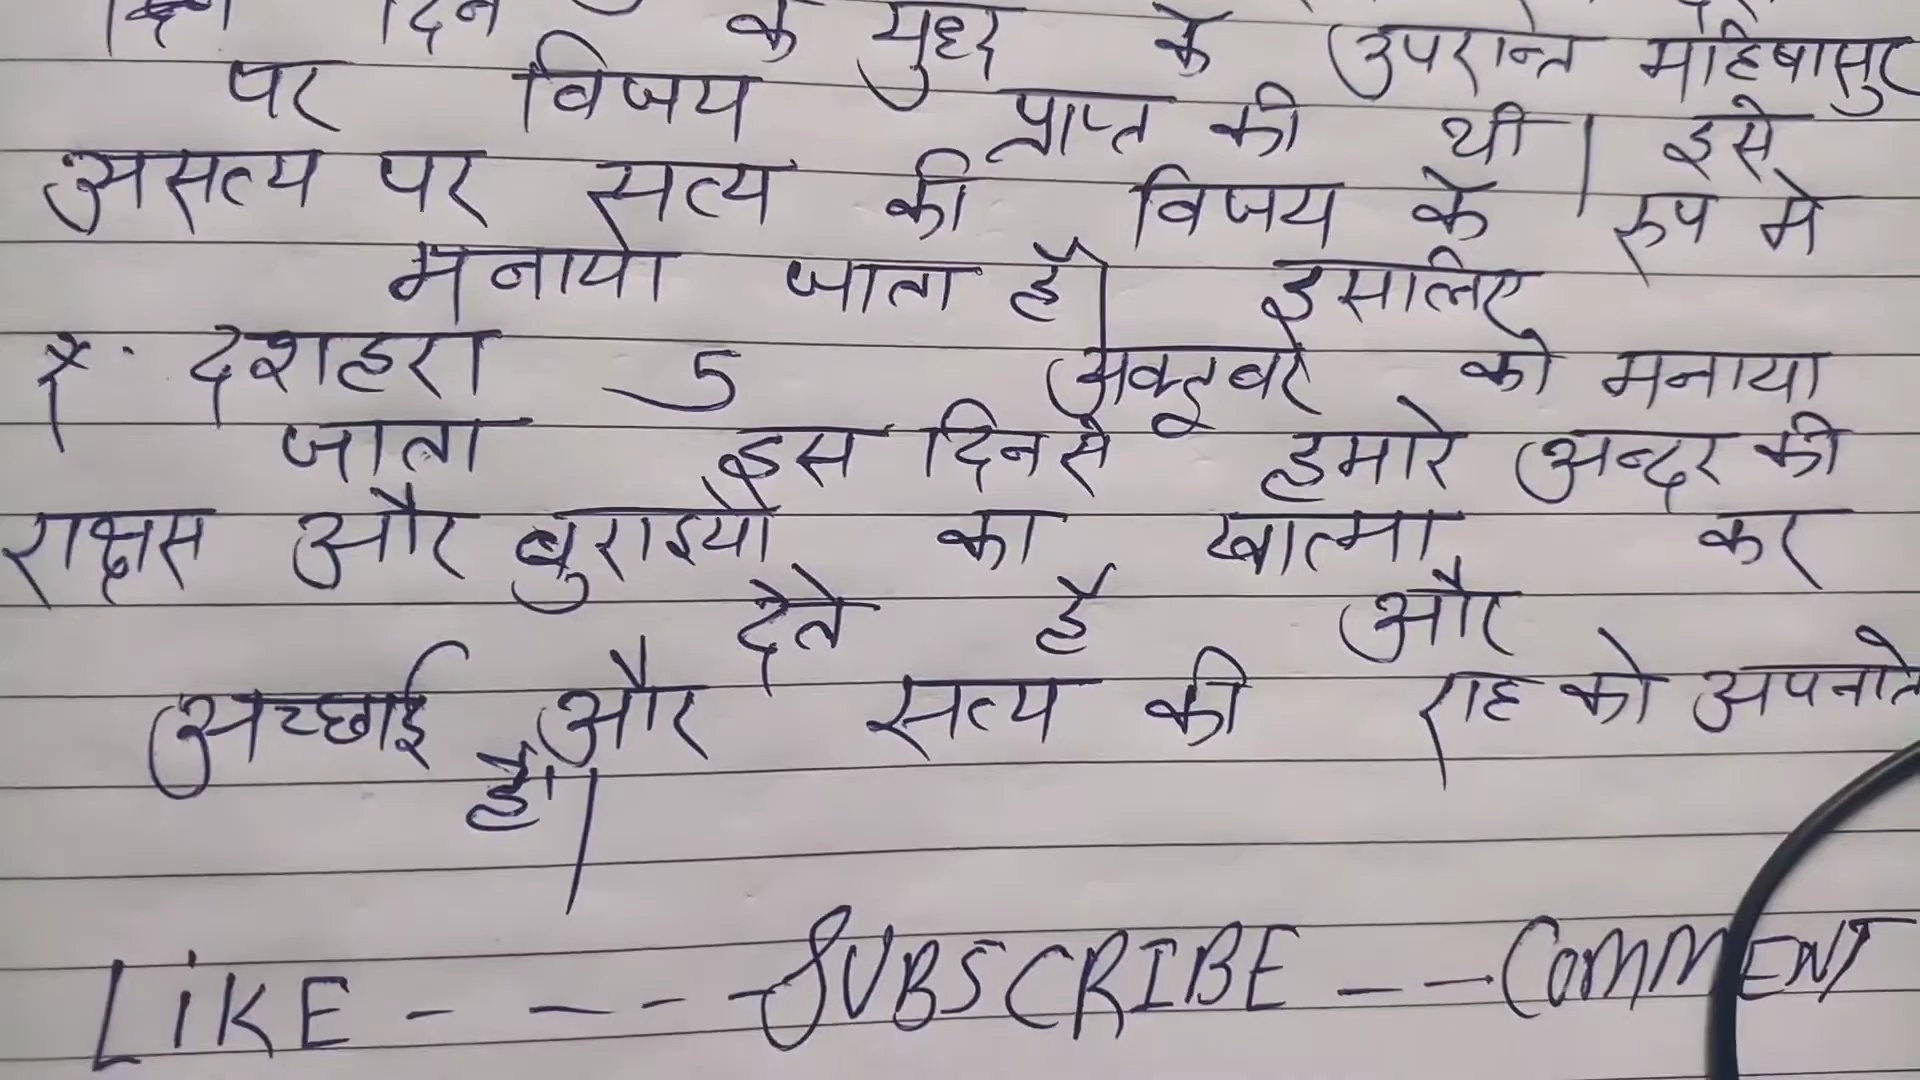 दिन के युध्द के उपरान्त महिषासुर
पर विजय प्राप्त की थी। इसे
असत्य पर सत्य की विजय के रुप मे
मनाया जाता है। इसलिए
दशहरा 5 अक्टूबर को मनाया
जाता इस दिन से हमारे अन्दर की
राक्षस और बुराइयों का खात्मा कर
देते है और
अच्छाई और सत्य की राह को अपनाते
हैं।
LIKE - - - - - SUBSCRIBE - - - COMMENT